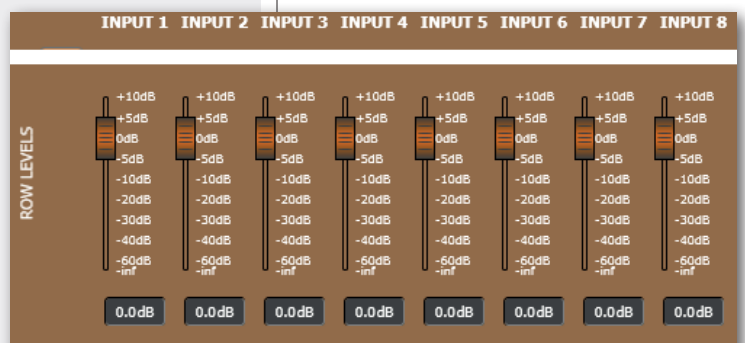 INPUT 1 INPUT 2 INPUT 3 INPUT 4 INPUT 5 INPUT 6 INPUT 7 INPUT 8
ROW LEVELS
+10dB +10dB +10dB +10dB +10dB +10dB +10dB +10dB
+5dB +5dB +5dB +5dB +5dB +5dB +5dB +5dB
0dB 0dB 0dB 0dB 0dB 0dB 0dB 0dB
-5dB -5dB -5dB -5dB -5dB -5dB -5dB -5dB
-10dB -10dB -10dB -10dB -10dB -10dB -10dB -10dB
-20dB -20dB -20dB -20dB -20dB -20dB -20dB -20dB
-30dB -30dB -30dB -30dB -30dB -30dB -30dB -30dB
-40dB -40dB -40dB -40dB -40dB -40dB -40dB -40dB
-60dB -60dB -60dB -60dB -60dB -60dB -60dB -60dB
-inf -inf -inf -inf -inf -inf -inf -inf
0.0dB 0.0dB 0.0dB 0.0dB 0.0dB 0.0dB 0.0dB 0.0dB